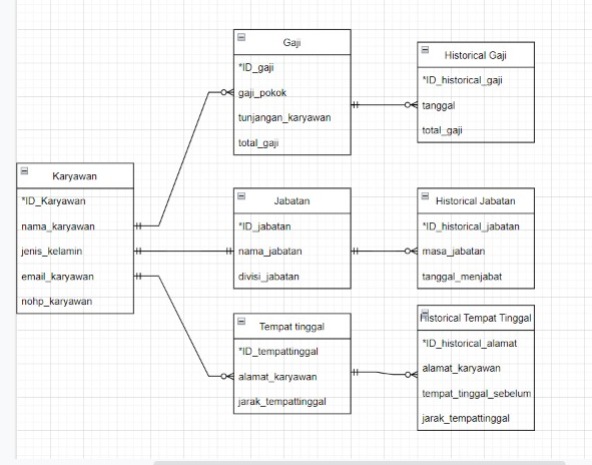 Gaji
*ID_gaji
gaji_pokok
tunjangan_karyawan
total_gaji
Historical Gaji
*ID_historical_gaji
tanggal
total_gaji
Karyawan
*ID_Karyawan
nama_karyawan
jenis_kelamin
email_karyawan
nohp_karyawan
Jabatan
*ID_jabatan
nama_jabatan
divisi_jabatan
Historical Jabatan
*ID_historical_jabatan
masa_jabatan
tanggal_menjabat
Tempat tinggal
*ID_tempattinggal
alamat_karyawan
jarak_tempattinggal
Historical Tempat Tinggal
*ID_historical_alamat
alamat_karyawan
tempat_tinggal_sebelum
jarak_tempattinggal